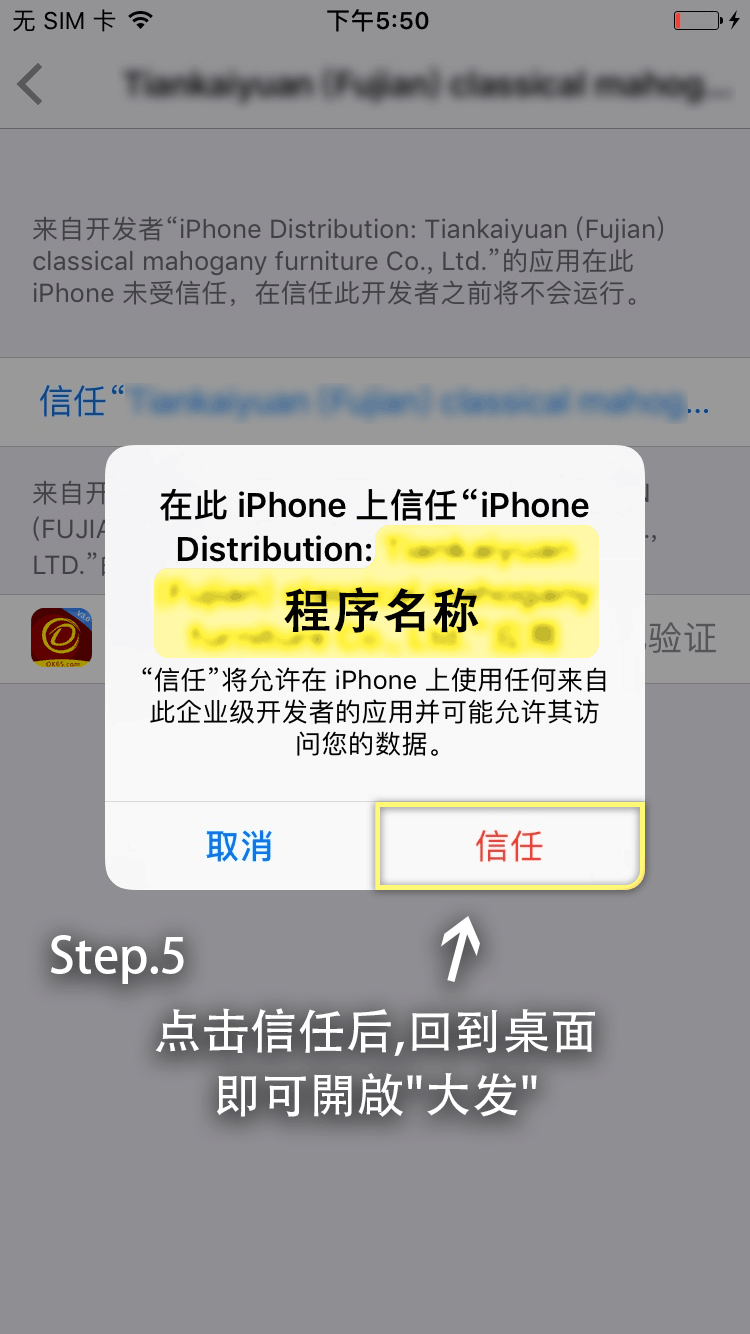 无 SIM 卡
下午5:50
Tiankaiyuan (Fujian) classical mahog...
来自开发者“iPhone Distribution: Tiankaiyuan (Fujian)
classical mahogany furniture Co., Ltd.”的应用在此
iPhone 未受信任，在信任此开发者之前将不会运行。
信任“Tiankaiyuan (Fujian) classical mahog...
在此 iPhone 上信任“iPhone
Distribution:
程序名称
“信任”将允许在 iPhone 上使用任何来自
此企业级开发者的应用并可能允许其访
问您的数据。
取消
信任
来自开
(FUJIA
LTD.”
V3.0
iDK65.com
验证
Step.5
点击信任后,回到桌面
即可開啟"大发"